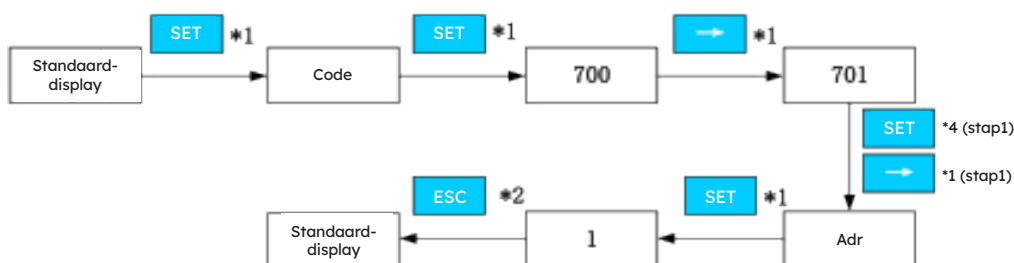 SET *1
SET *1
→ *1
Standaard-
display
Code
700
701
SET *4 (stap1)
→ *1 (stap1)
ESC *2
SET *1
Standaard-
display
1
Adr